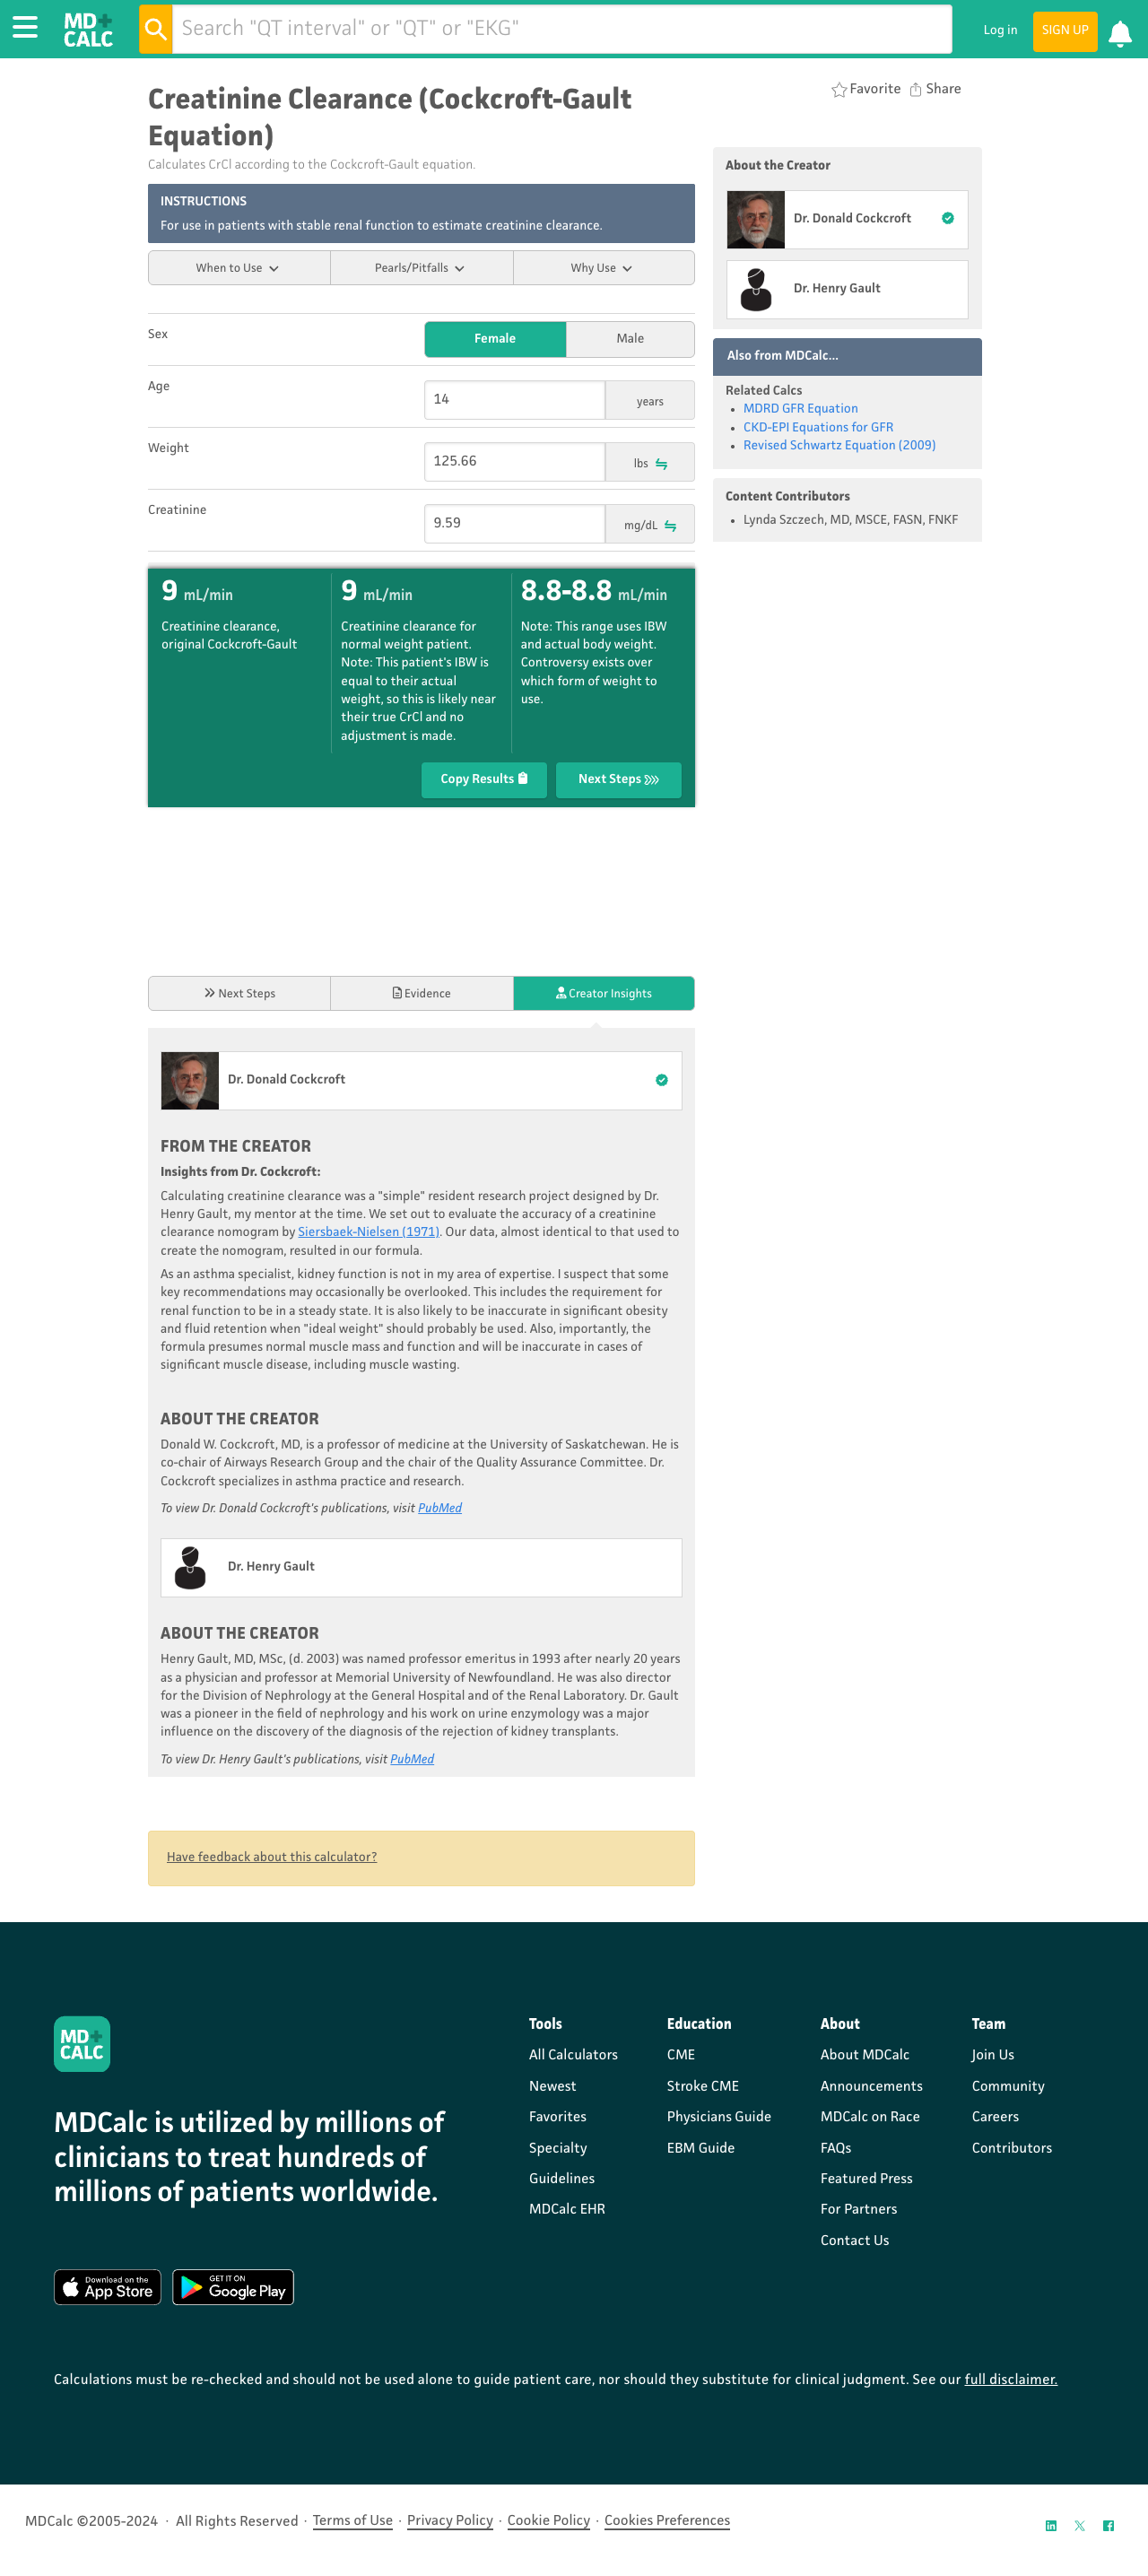 MD+
CALC
Search "QT interval" or "QT" or "EKG"
Log in
SIGN UP
Creatinine Clearance (Cockcroft-Gault
Equation)
Calculates CrCl according to the Cockcroft-Gault equation.
Favorite
Share
INSTRUCTIONS
For use in patients with stable renal function to estimate creatinine clearance.
When to Use
Pearls/Pitfalls
Why Use
Sex
Female
Male
Age
14
years
Weight
125.66
lbs
Creatinine
9.59
mg/dL
9 mL/min
Creatinine clearance,
original Cockcroft-Gault
9 mL/min
Creatinine clearance for
normal weight patient.
Note: This patient's IBW is
equal to their actual
weight, so this is likely near
their true CrCl and no
adjustment is made.
8.8-8.8 mL/min
Note: This range uses IBW
and actual body weight.
Controversy exists over
which form of weight to
use.
Copy Results
Next Steps
About the Creator
Dr. Donald Cockcroft
Dr. Henry Gault
Also from MDCalc...
Related Calcs
MDRD GFR Equation
CKD-EPI Equations for GFR
Revised Schwartz Equation (2009)
Content Contributors
Lynda Szczech, MD, MSCE, FASN, FNKF
Next Steps
Evidence
Creator Insights
Dr. Donald Cockcroft
FROM THE CREATOR
Insights from Dr. Cockcroft:
Calculating creatinine clearance was a "simple" resident research project designed by Dr.
Henry Gault, my mentor at the time. We set out to evaluate the accuracy of a creatinine
clearance nomogram by Siersbaek-Nielsen (1971). Our data, almost identical to that used to
create the nomogram, resulted in our formula.
As an asthma specialist, kidney function is not in my area of expertise. I suspect that some
key recommendations may occasionally be overlooked. This includes the requirement for
renal function to be in a steady state. It is also likely to be inaccurate in significant obesity
and fluid retention when "ideal weight" should probably be used. Also, importantly, the
formula presumes normal muscle mass and function and will be inaccurate in cases of
significant muscle disease, including muscle wasting.
ABOUT THE CREATOR
Donald W. Cockcroft, MD, is a professor of medicine at the University of Saskatchewan. He is
co-chair of Airways Research Group and the chair of the Quality Assurance Committee. Dr.
Cockcroft specializes in asthma practice and research.
To view Dr. Donald Cockcroft's publications, visit PubMed
Dr. Henry Gault
ABOUT THE CREATOR
Henry Gault, MD, MSc, (d. 2003) was named professor emeritus in 1993 after nearly 20 years
as a physician and professor at Memorial University of Newfoundland. He was also director
for the Division of Nephrology at the General Hospital and of the Renal Laboratory. Dr. Gault
was a pioneer in the field of nephrology and his work on urine enzymology was a major
influence on the discovery of the diagnosis of the rejection of kidney transplants.
To view Dr. Henry Gault's publications, visit PubMed
Have feedback about this calculator?
MD+
CALC
MDCalc is utilized by millions of
clinicians to treat hundreds of
millions of patients worldwide.
Download on the
App Store
GET IT ON
Google Play
Tools
All Calculators
Newest
Favorites
Specialty
Guidelines
MDCalc EHR
Education
CME
Stroke CME
Physicians Guide
EBM Guide
About
About MDCalc
Announcements
MDCalc on Race
FAQs
Featured Press
For Partners
Contact Us
Team
Join Us
Community
Careers
Contributors
Calculations must be re-checked and should not be used alone to guide patient care, nor should they substitute for clinical judgment. See our full disclaimer.
MDCalc ©2005-2024 · All Rights Reserved · Terms of Use · Privacy Policy · Cookie Policy · Cookies Preferences